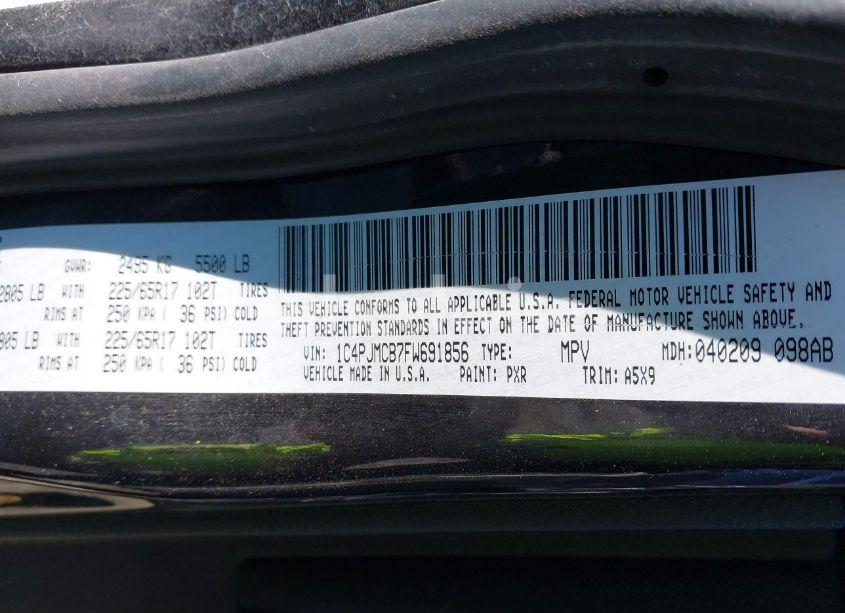 GVWR: 2495 KG 5500 LB
2805 LB WITH 225/65R17 102T TIRES
RIMS AT 250 KPA ( 36 PSI) COLD
805 LB WITH 225/65R17 102T TIRES
RIMS AT 250 KPA ( 36 PSI) COLD
THIS VEHICLE CONFORMS TO ALL APPLICABLE U.S.A. FEDERAL MOTOR VEHICLE SAFETY AND
THEFT PREVENTION STANDARDS IN EFFECT ON THE DATE OF MANUFACTURE SHOWN ABOVE.
VIN: 1C4PJMCB7FW691856 TYPE: MPV MDH: 040209 098AB
VEHICLE MADE IN U.S.A. PAINT: PXR TRIM: A5X9